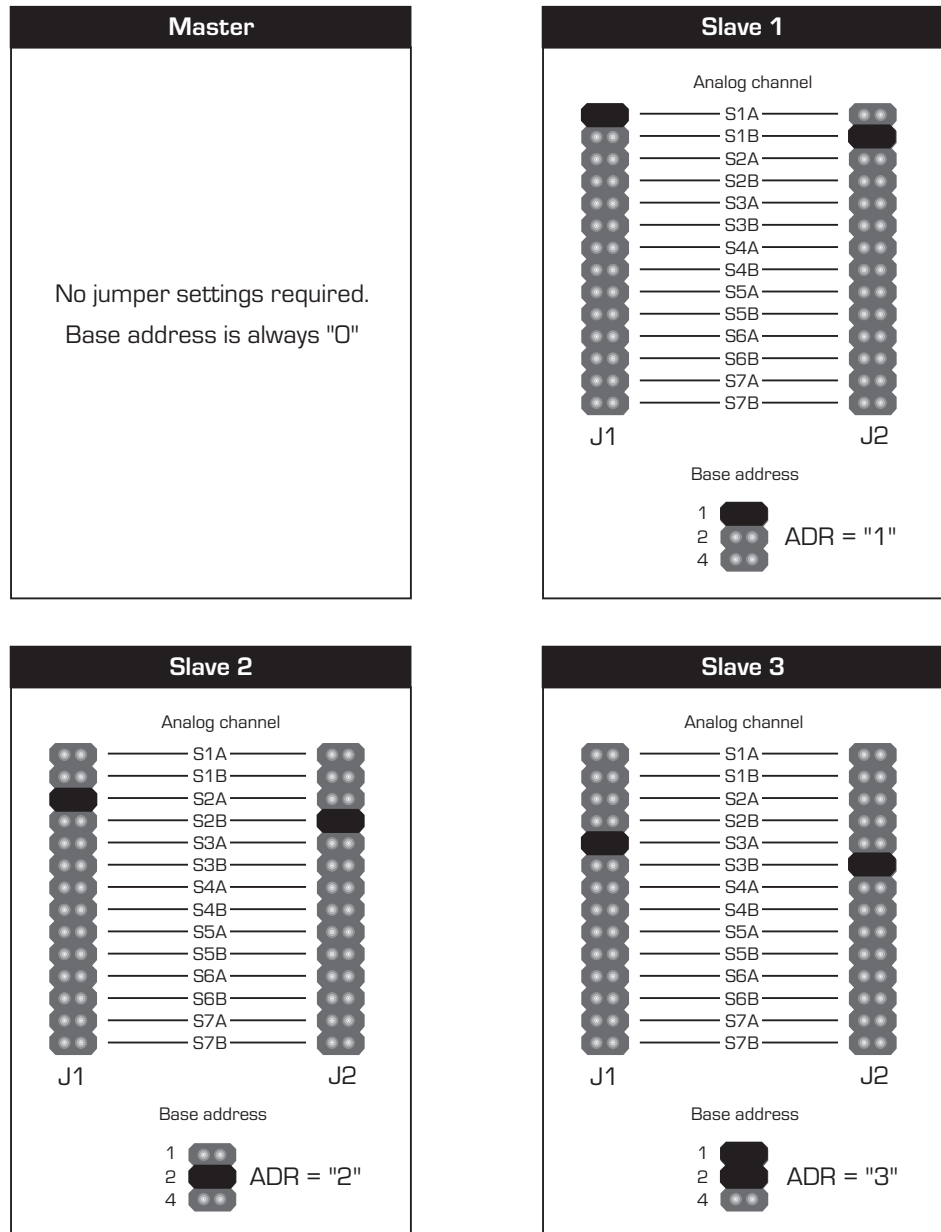 Master
No jumper settings required.
Base address is always "0"
Slave 1
Analog channel
S1A
S1B
S2A
S2B
S3A
S3B
S4A
S4B
S5A
S5B
S6A
S6B
S7A
S7B
J1 J2
Base address
1
2 ADR = "1"
4
Slave 2
Analog channel
S1A
S1B
S2A
S2B
S3A
S3B
S4A
S4B
S5A
S5B
S6A
S6B
S7A
S7B
J1 J2
Base address
1
2 ADR = "2"
4
Slave 3
Analog channel
S1A
S1B
S2A
S2B
S3A
S3B
S4A
S4B
S5A
S5B
S6A
S6B
S7A
S7B
J1 J2
Base address
1
2 ADR = "3"
4